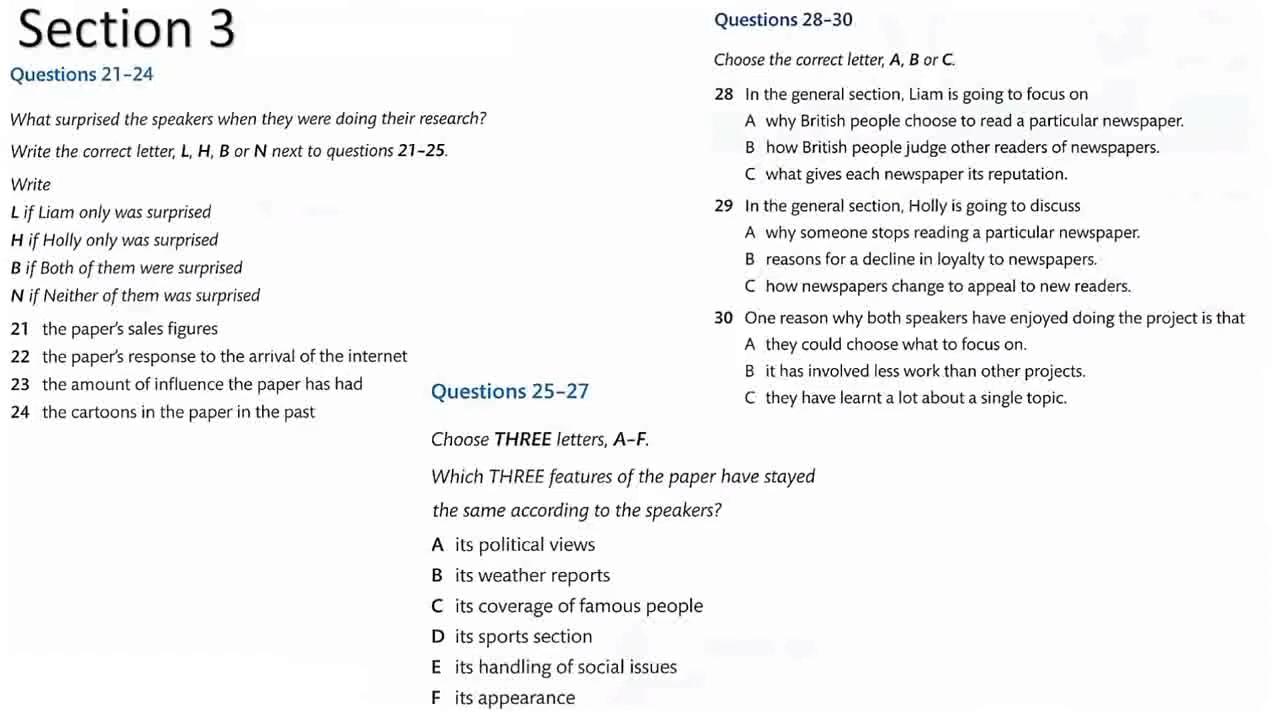 Section 3
Questions 21–24
What surprised the speakers when they were doing their research?
Write the correct letter, L, H, B or N next to questions 21–25.
Write
L if Liam only was surprised
H if Holly only was surprised
B if Both of them were surprised
N if Neither of them was surprised
21 the paper's sales figures
22 the paper's response to the arrival of the internet
23 the amount of influence the paper has had
24 the cartoons in the paper in the past
Questions 25–27
Choose THREE letters, A–F.
Which THREE features of the paper have stayed
the same according to the speakers?
A its political views
B its weather reports
C its coverage of famous people
D its sports section
E its handling of social issues
F its appearance
Questions 28–30
Choose the correct letter, A, B or C.
28 In the general section, Liam is going to focus on
A why British people choose to read a particular newspaper.
B how British people judge other readers of newspapers.
C what gives each newspaper its reputation.
29 In the general section, Holly is going to discuss
A why someone stops reading a particular newspaper.
B reasons for a decline in loyalty to newspapers.
C how newspapers change to appeal to new readers.
30 One reason why both speakers have enjoyed doing the project is that
A they could choose what to focus on.
B it has involved less work than other projects.
C they have learnt a lot about a single topic.